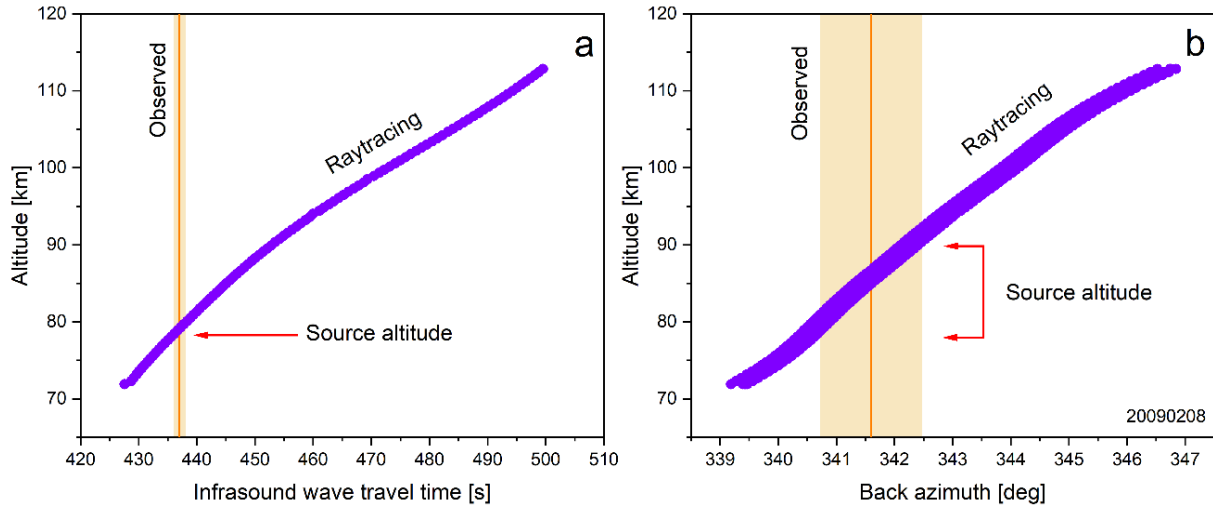 a
Observed
Raytracing
Source altitude
120
110
100
90
80
70
Altitude [km]
420 430 440 450 460 470 480 490 500 510
Infrasound wave travel time [s]
b
Observed
Raytracing
Source altitude
20090208
120
110
100
90
80
70
Altitude [km]
339 340 341 342 343 344 345 346 347
Back azimuth [deg]